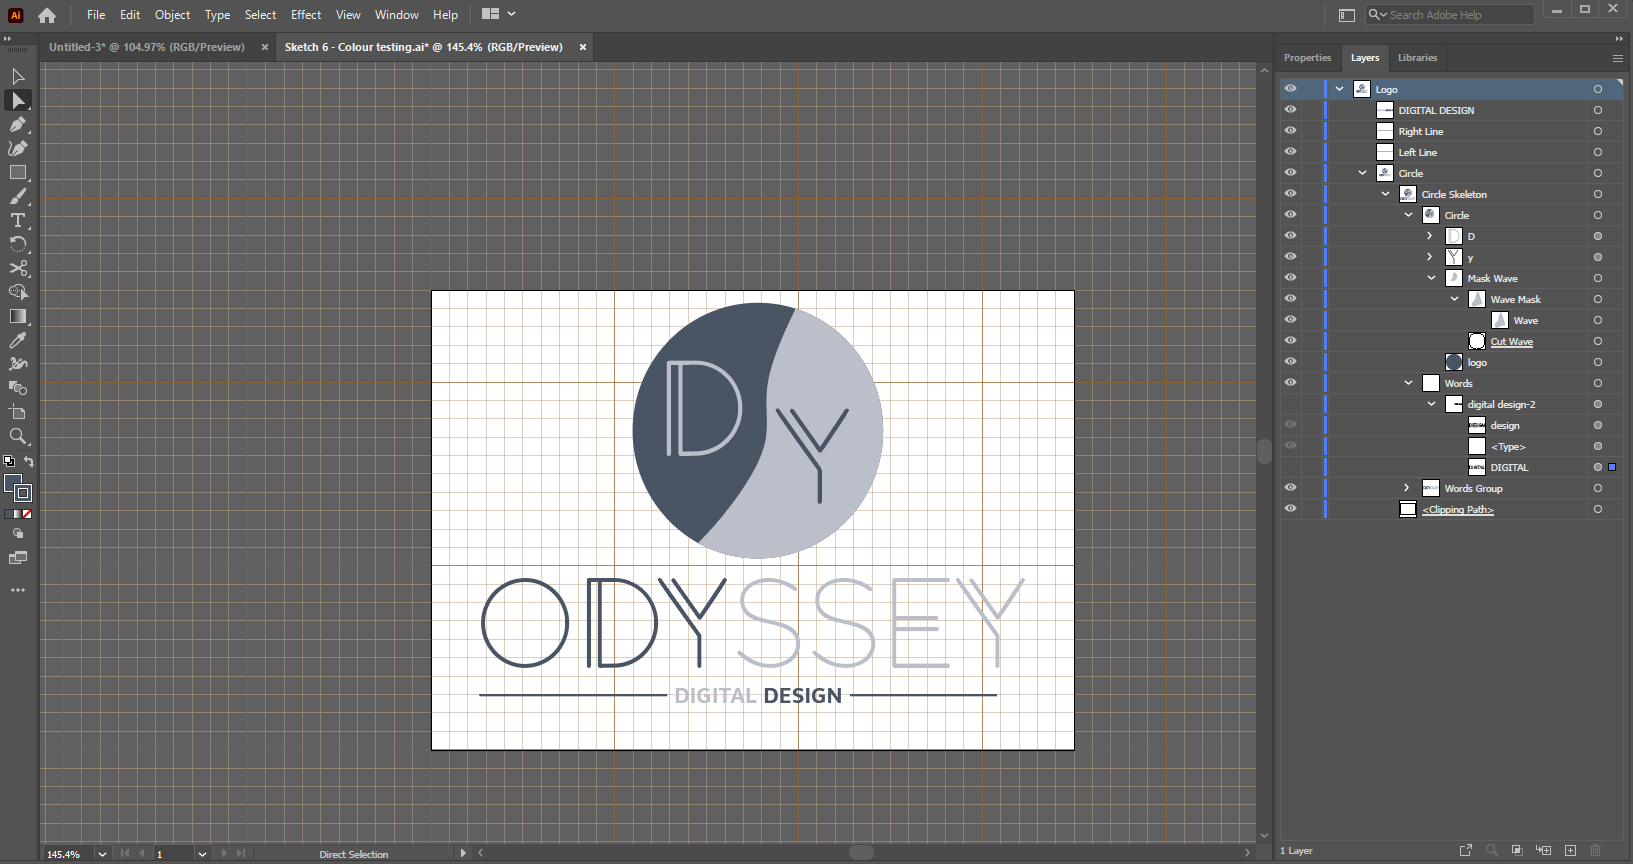 Ai File Edit Object Type Select Effect View Window Help Search Adobe Help
Untitled-3* @ 104.97% (RGB/Preview) Sketch 6 - Colour testing.ai* @ 145.4% (RGB/Preview)
Properties Layers Libraries
Logo
DIGITAL DESIGN
Right Line
Left Line
Circle
Circle Skeleton
Circle
D
y
Mask Wave
Wave Mask
Wave
Cut Wave
logo
Words
digital design-2
design
<Type>
DIGITAL
Words Group
<Clipping Path>
D
Y
ODYSSEY
DIGITAL DESIGN
145.4% 1 Direct Selection
1 Layer